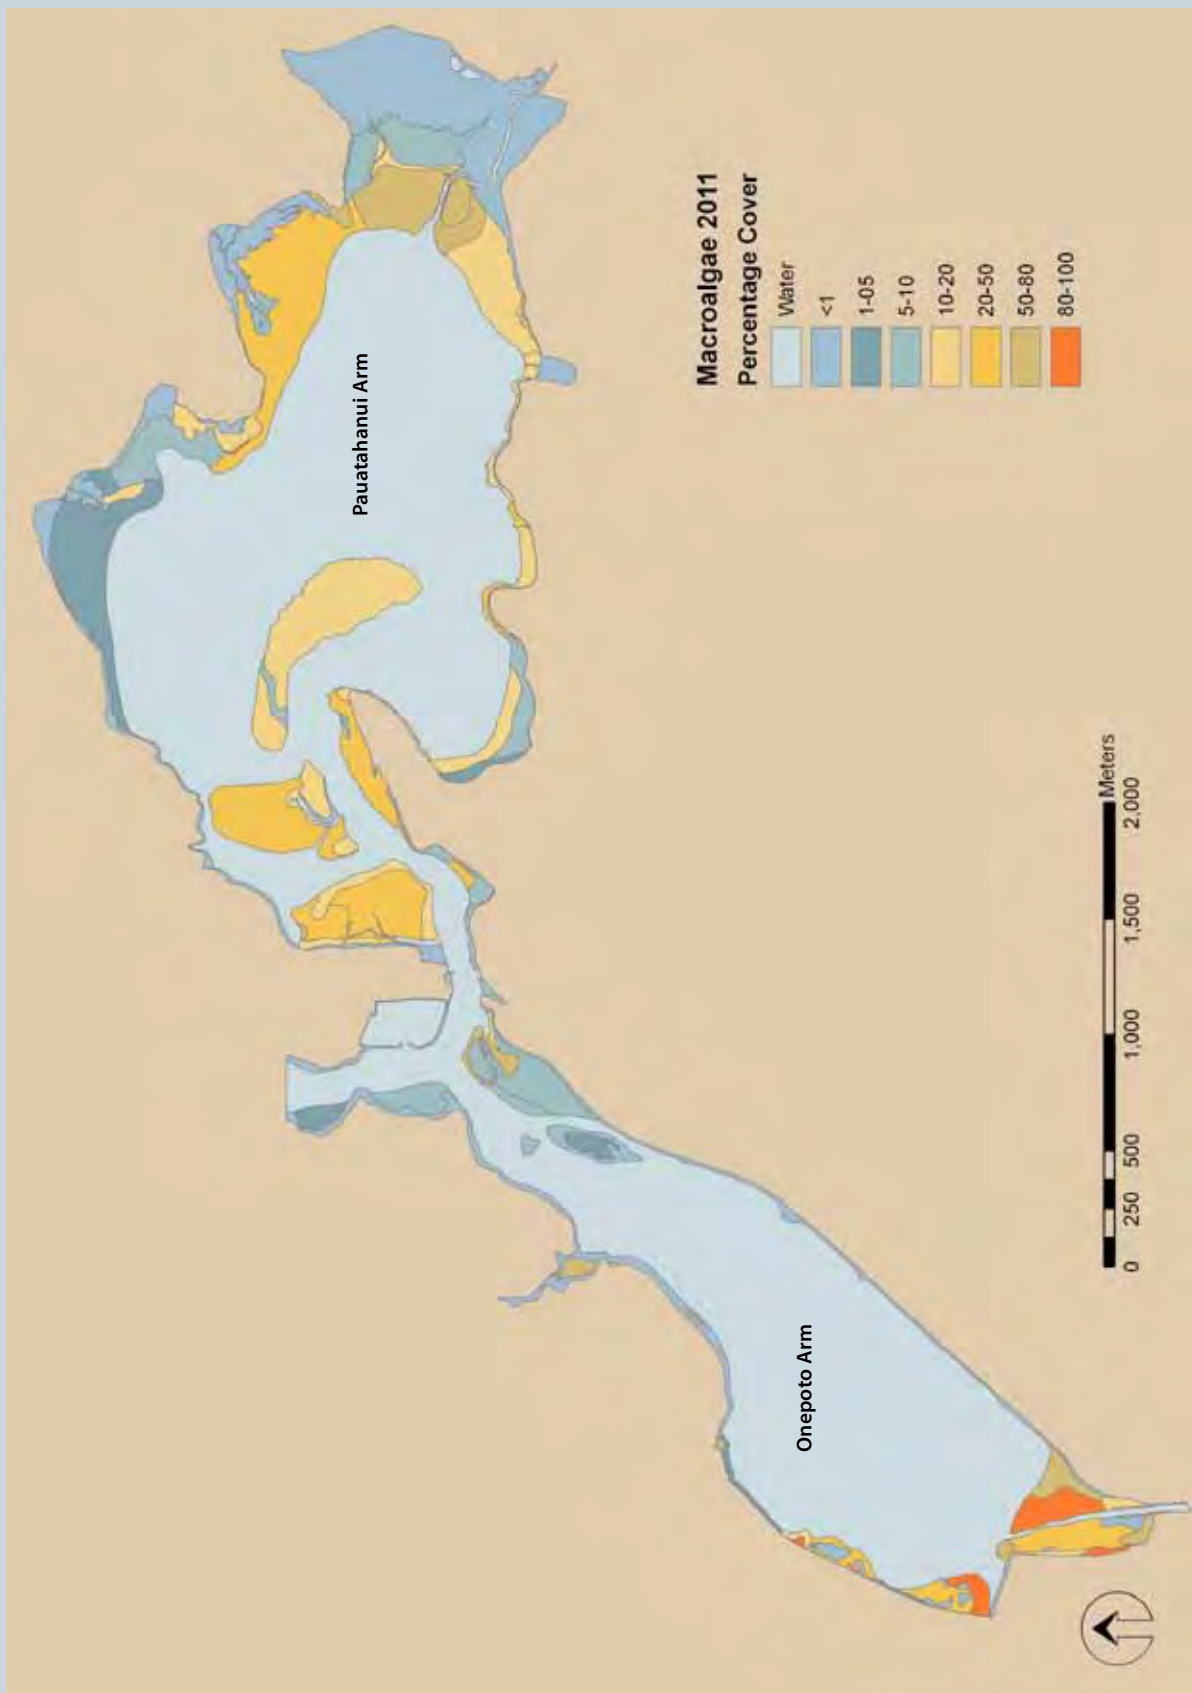 Macroalgae 2011
Percentage Cover
Water
<1
1-05
5-10
10-20
20-50
50-80
80-100
Pauatahanui Arm
Onepoto Arm
Meters
0 250 500 1,000 1,500 2,000